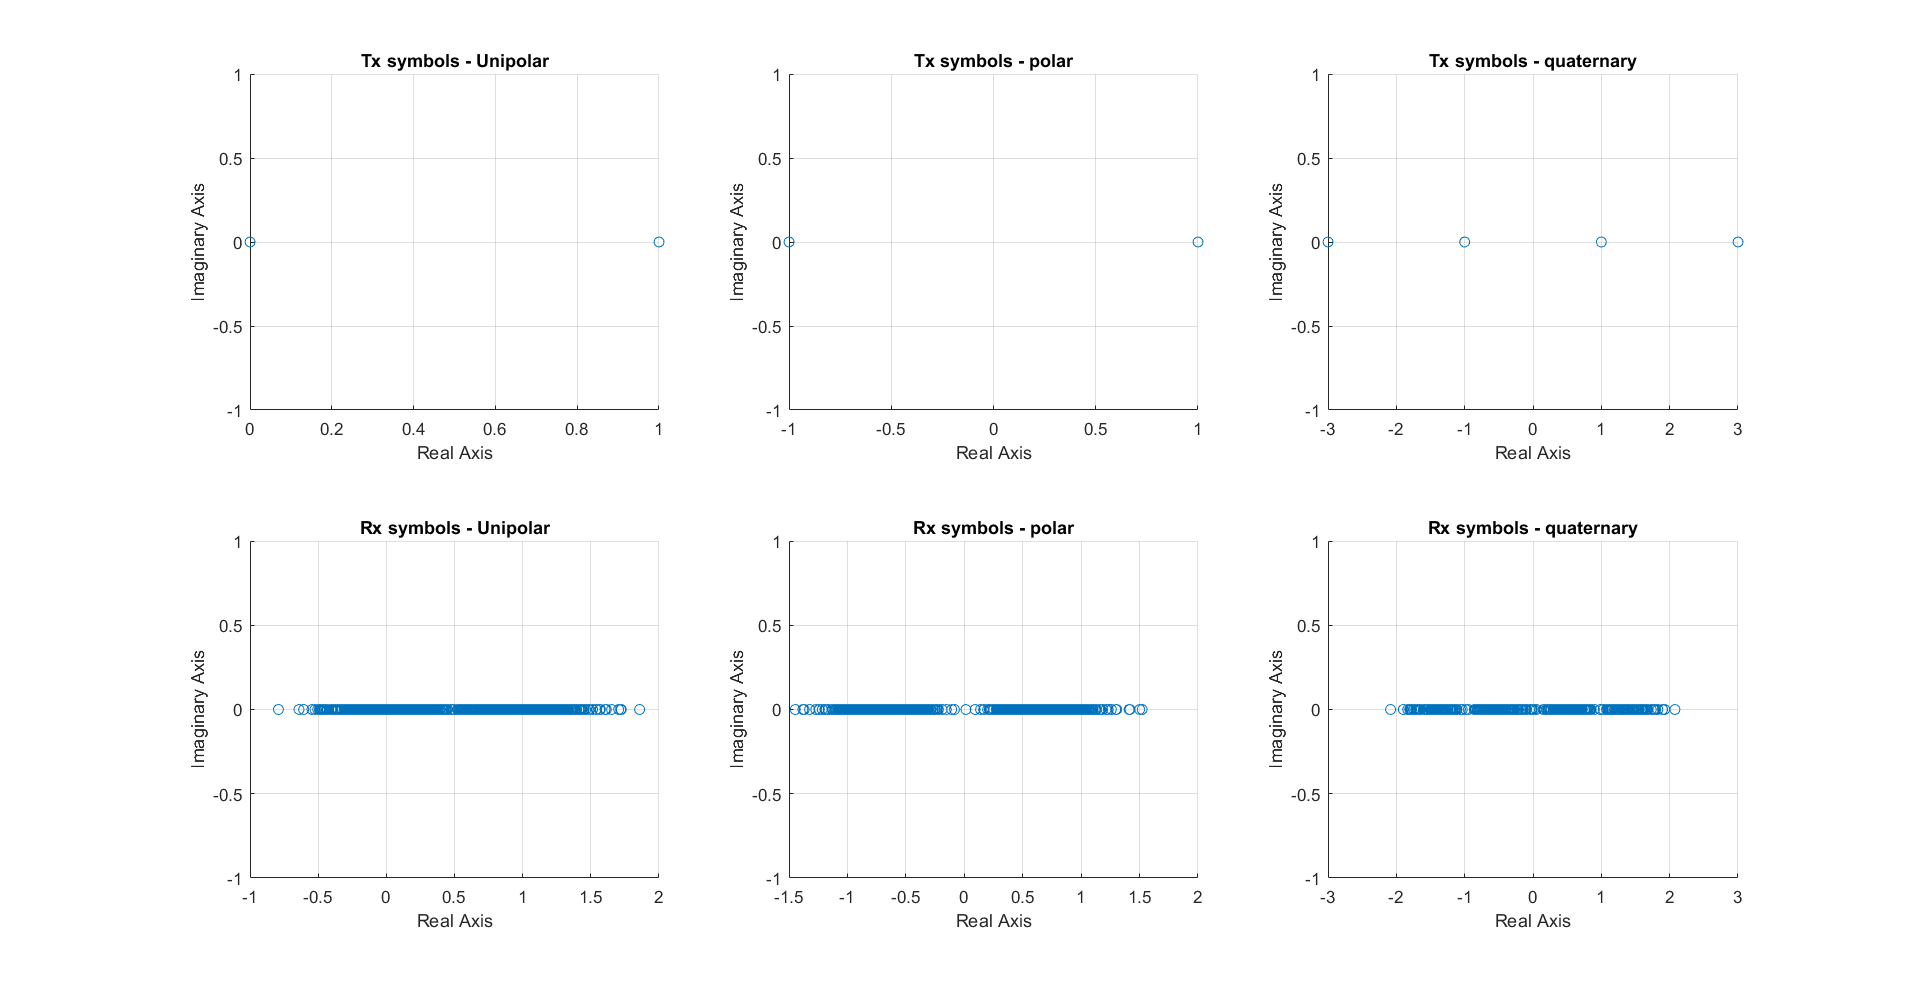 Tx symbols - Unipolar
1
0.5
0
-0.5
-1
Imaginary Axis
0 0.2 0.4 0.6 0.8 1
Real Axis
Tx symbols - polar
1
0.5
0
-0.5
-1
Imaginary Axis
-1 -0.5 0 0.5 1
Real Axis
Tx symbols - quaternary
1
0.5
0
-0.5
-1
Imaginary Axis
-3 -2 -1 0 1 2 3
Real Axis
Rx symbols - Unipolar
1
0.5
0
-0.5
-1
Imaginary Axis
-1 -0.5 0 0.5 1 1.5 2
Real Axis
Rx symbols - polar
1
0.5
0
-0.5
-1
Imaginary Axis
-1.5 -1 -0.5 0 0.5 1 1.5 2
Real Axis
Rx symbols - quaternary
1
0.5
0
-0.5
-1
Imaginary Axis
-3 -2 -1 0 1 2 3
Real Axis